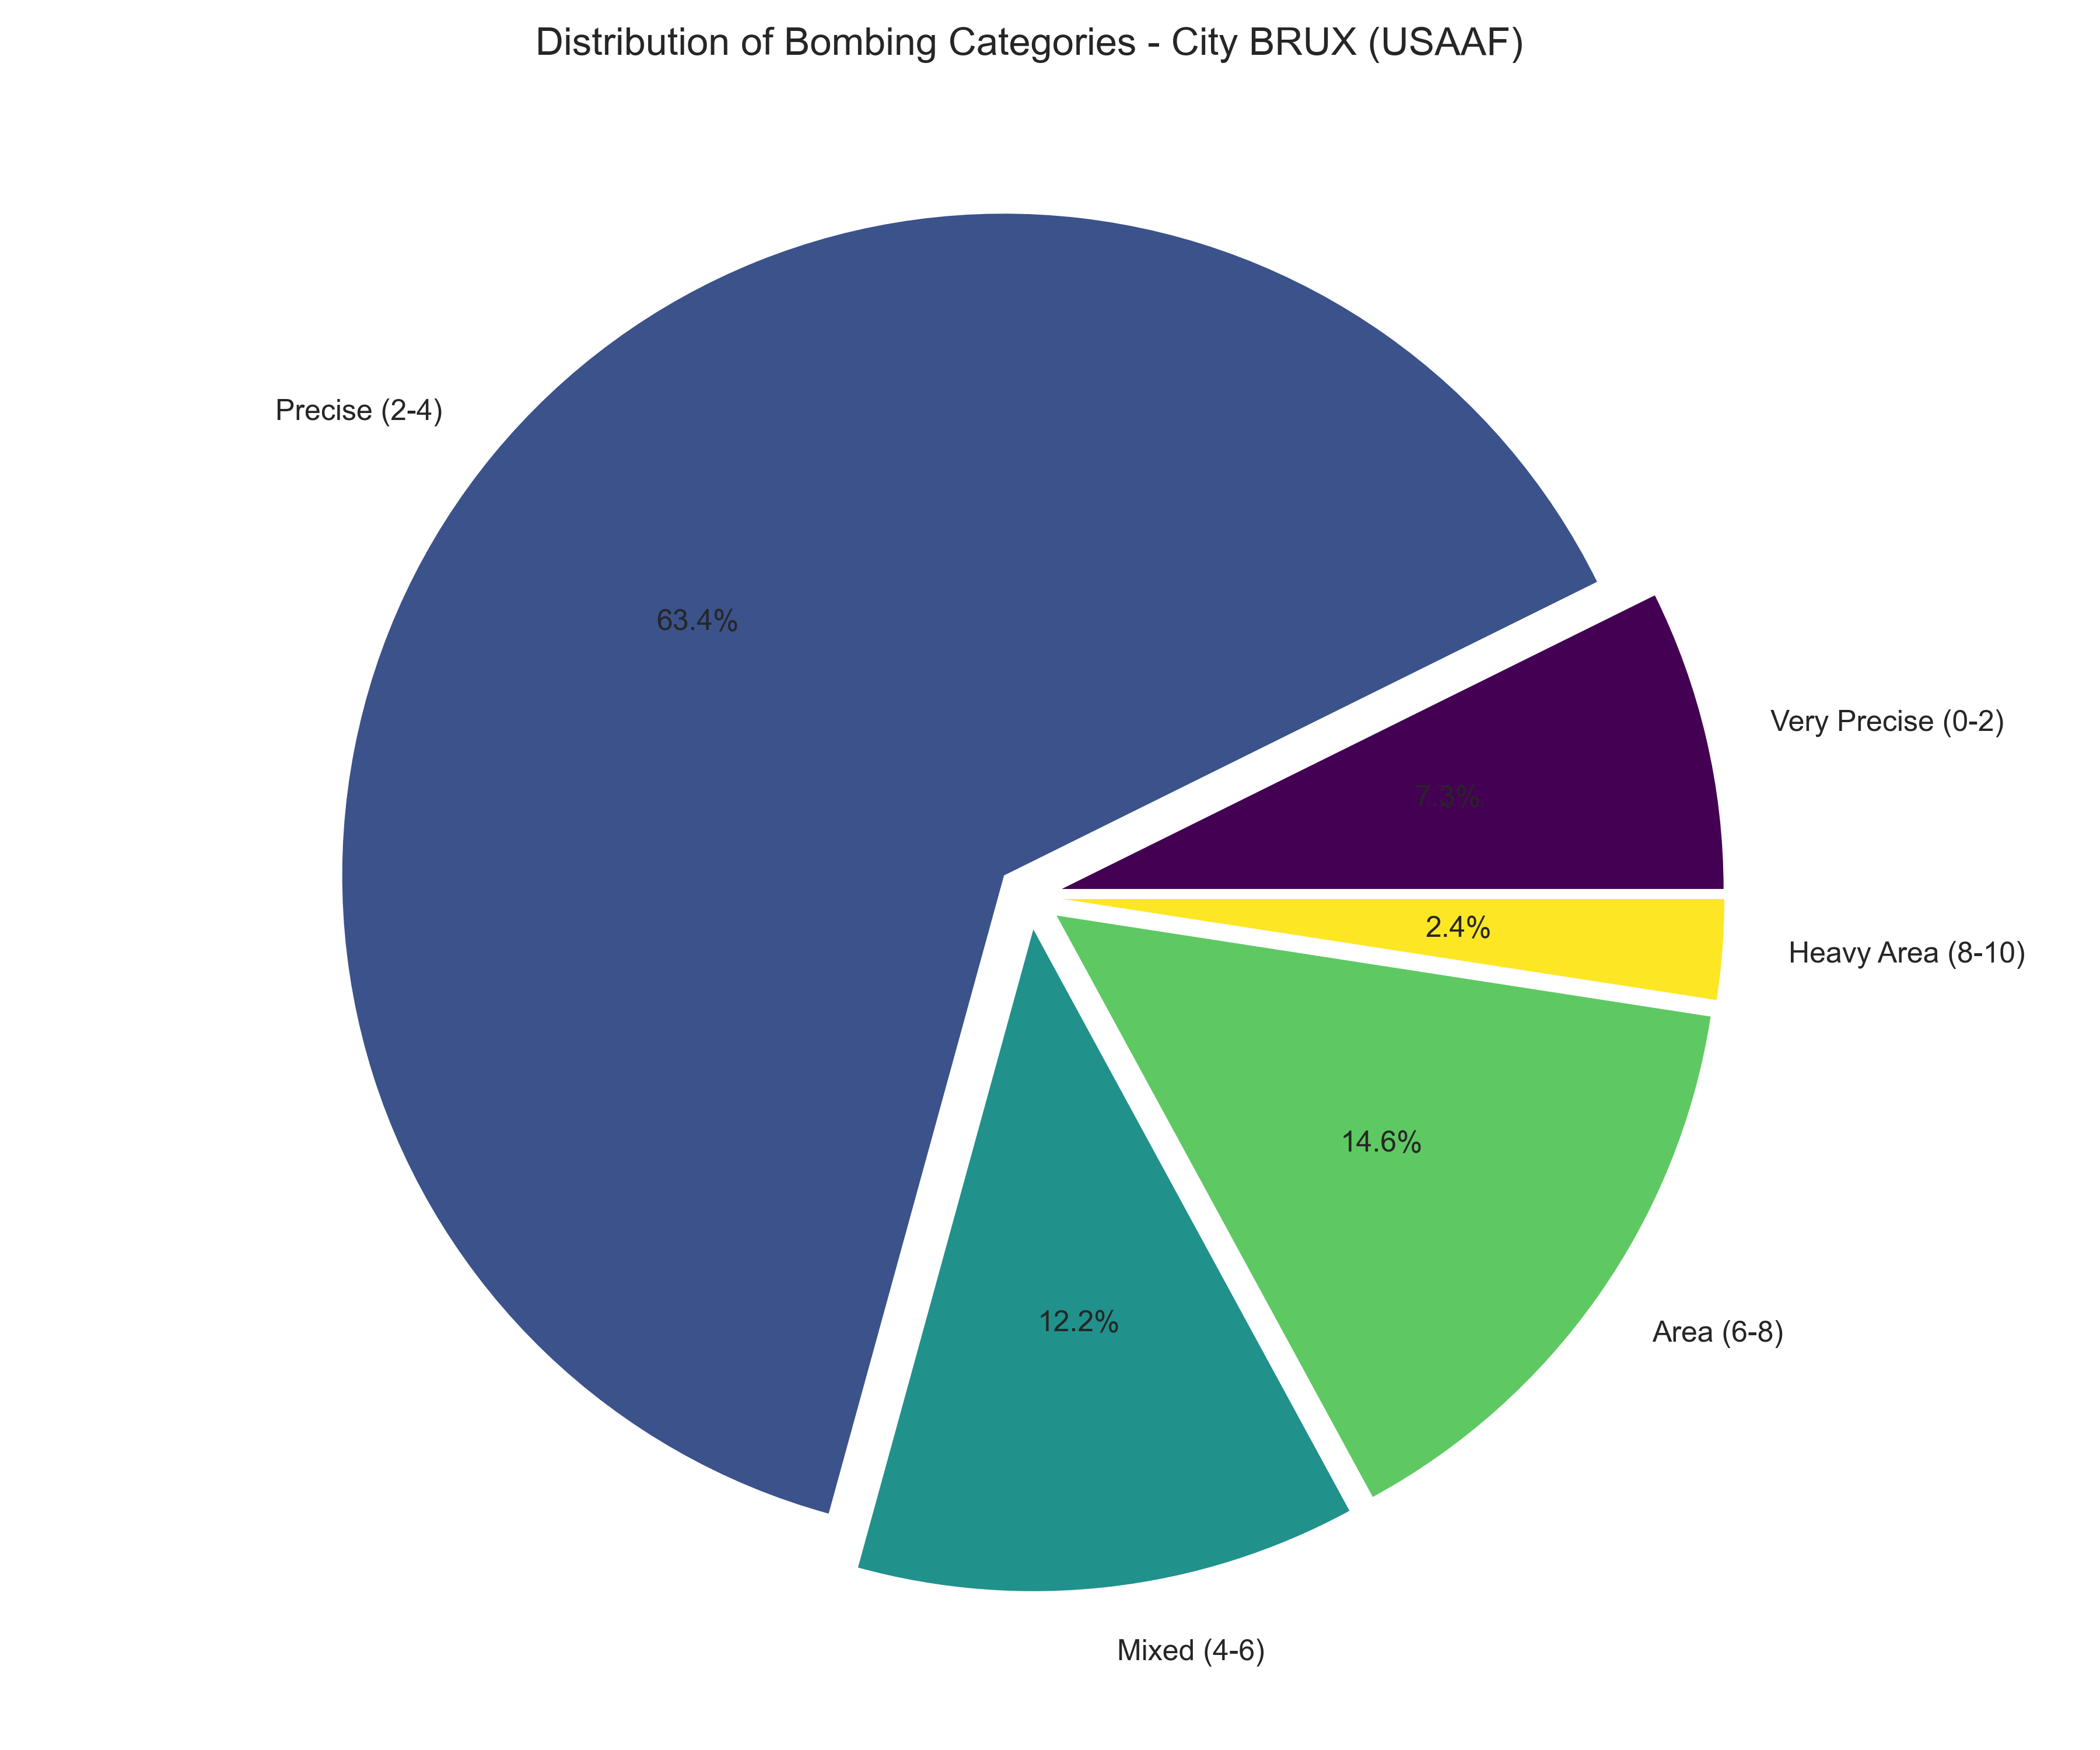 Distribution of Bombing Categories - City BRUX (USAAF)
Precise (2-4)
63.4%
Very Precise (0-2)
7.3%
2.4%
Heavy Area (8-10)
14.6%
12.2%
Area (6-8)
Mixed (4-6)